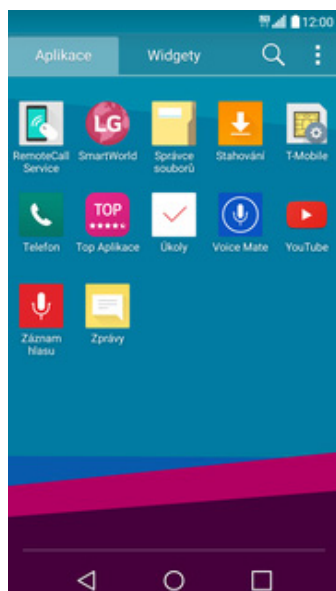 12:00
Aplikace Widgety
LG TOP
RemoteCall Service SmartWorld Správce souborů Stahování T-Mobile
Telefon Top Aplikace Úkoly Voice Mate YouTube
Záznam hlasu Zprávy